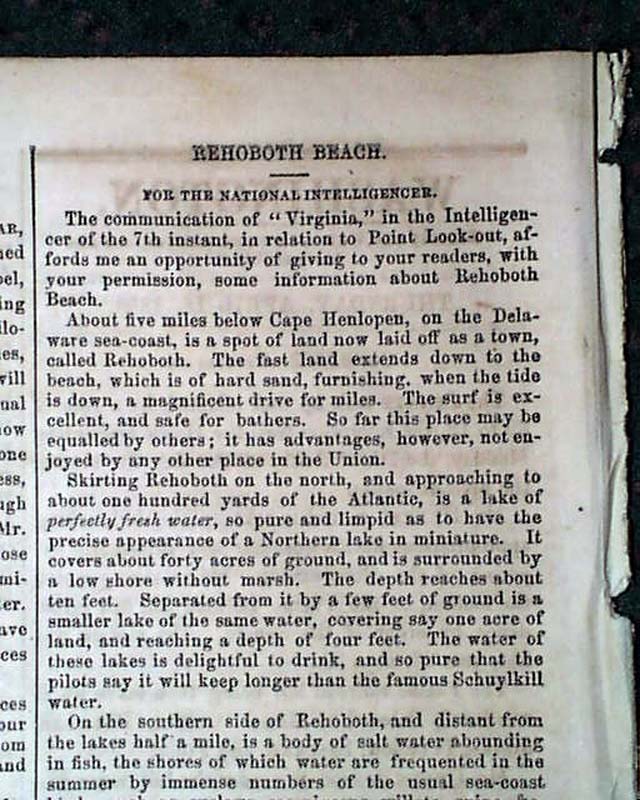 REHOBOTH BEACH.
FOR THE NATIONAL INTELLIGENCER.
The communication of "Virginia," in the Intelligen-
cer of the 7th instant, in relation to Point Look-out, af-
fords me an opportunity of giving to your readers, with
your permission, some information about Rehoboth
Beach.
About five miles below Cape Henlopen, on the Dela-
ware sea-coast, is a spot of land now laid off as a town,
called Rehoboth. The fast land extends down to the
beach, which is of hard sand, furnishing, when the tide
is down, a magnificent drive for miles. The surf is ex-
cellent, and safe for bathers. So far this place may be
equalled by others; it has advantages, however, not en-
joyed by any other place in the Union.
Skirting Rehoboth on the north, and approaching to
about one hundred yards of the Atlantic, is a lake of
perfectly fresh water, so pure and limpid as to have the
precise appearance of a Northern lake in miniature. It
covers about forty acres of ground, and is surrounded by
a low shore without marsh. The depth reaches about
ten feet. Separated from it by a few feet of ground is a
smaller lake of the same water, covering say one acre of
land, and reaching a depth of four feet. The water of
these lakes is delightful to drink, and so pure that the
pilots say it will keep longer than the famous Schuylkill
water.
On the southern side of Rehoboth, and distant from
the lakes half a mile, is a body of salt water abounding
in fish, the shores of which water are frequented in the
summer by immense numbers of the usual sea-coast